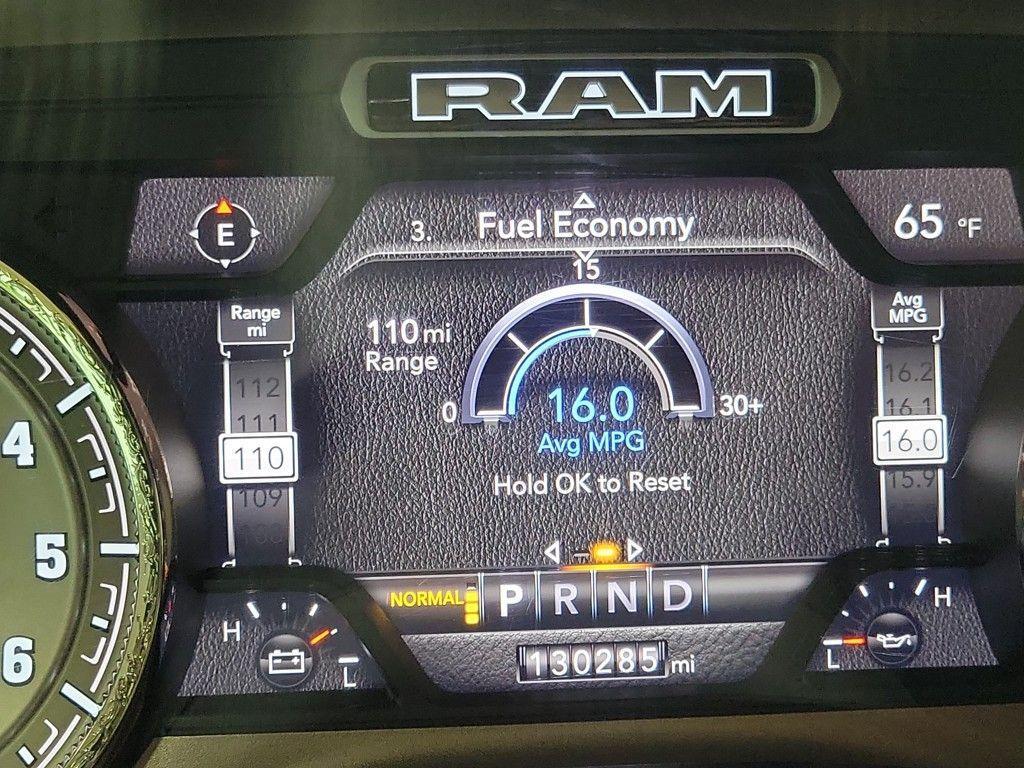 RAM
E
3. Fuel Economy
65 °F
Range
mi
112
111
110
109
15
110 mi
Range
0
30+
16.0
Avg MPG
Hold OK to Reset
Avg
MPG
16.2
16.1
16.0
15.9
4
5
6
NORMAL
P R N D
H
L
130285 mi
H
L